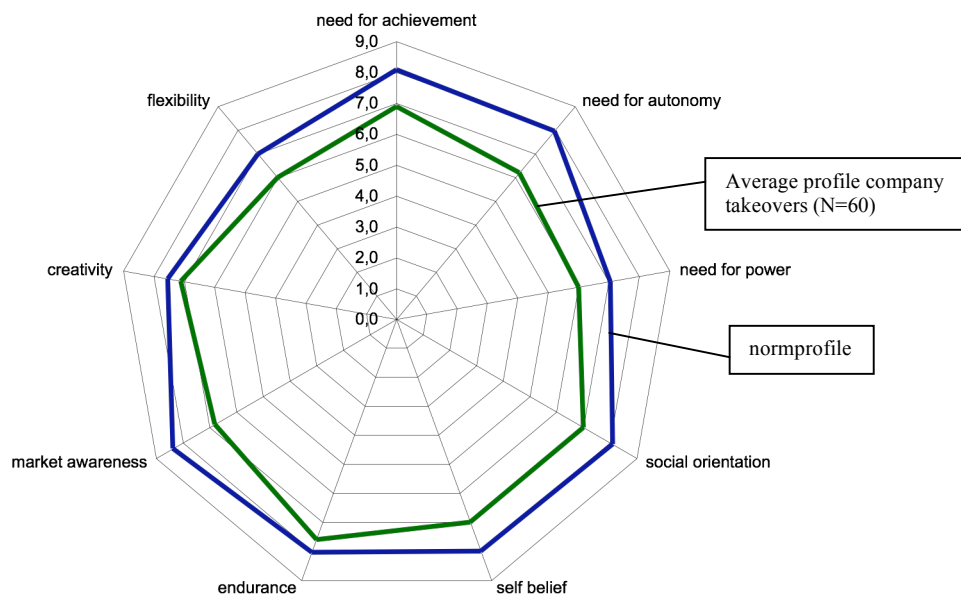 need for achievement
9,0
8,0
flexibility
need for autonomy
7,0
6,0
Average profile company
takeovers (N=60)
5,0
4,0
3,0
creativity
need for power
2,0
1,0
0,0
normprofile
market awareness
social orientation
endurance
self belief